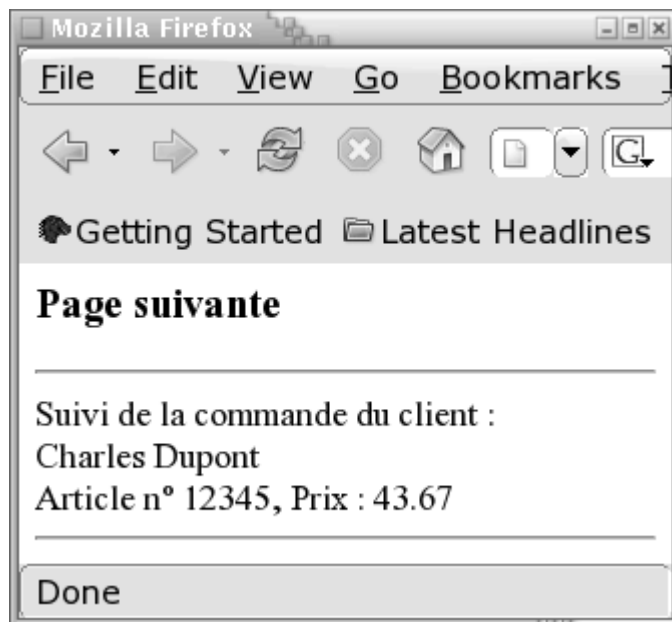 Mozilla Firefox
File Edit View Go Bookmarks
G
Getting Started Latest Headlines
Page suivante
Suivi de la commande du client :
Charles Dupont
Article n° 12345, Prix : 43.67
Done